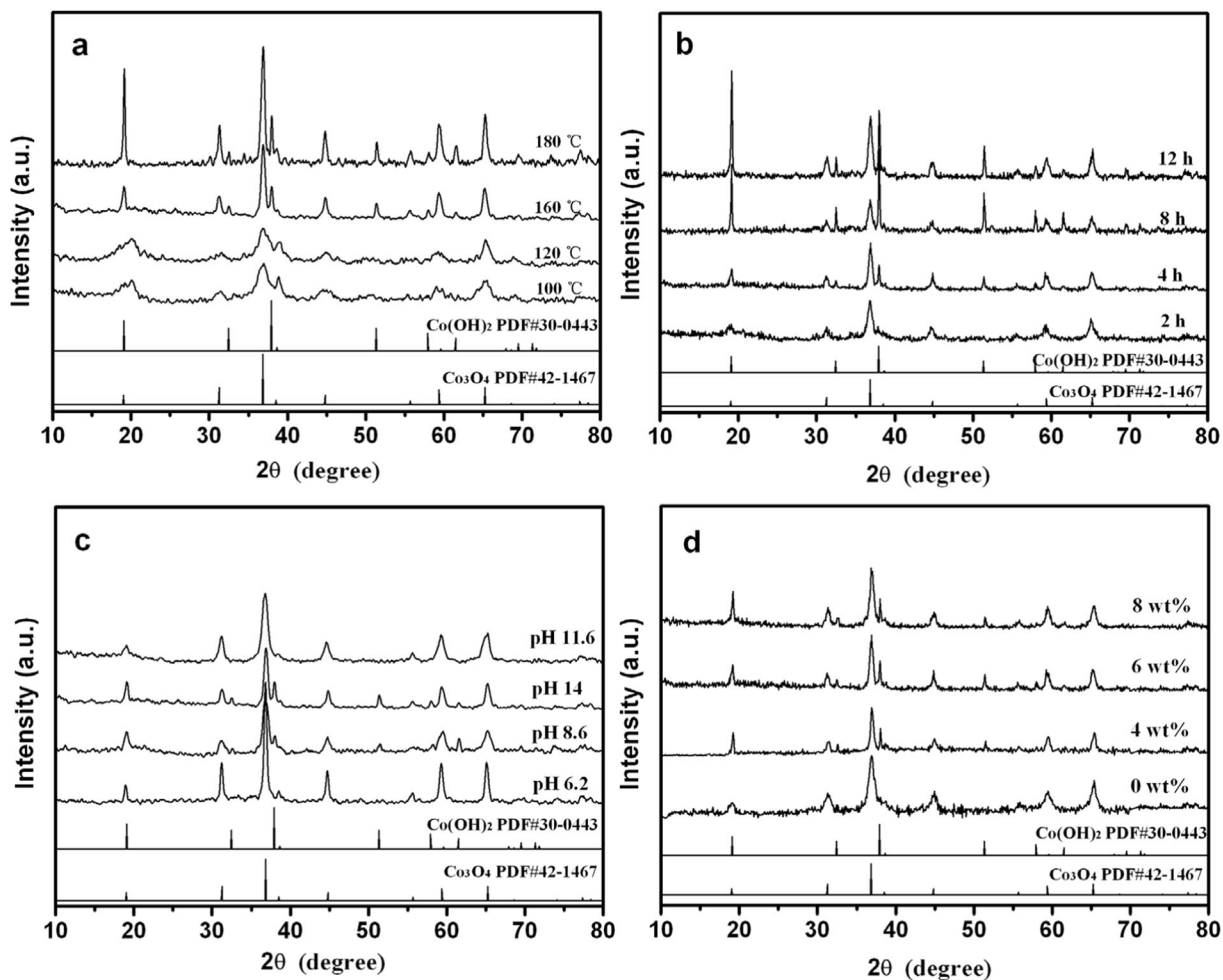 a
180 ℃
160 ℃
120 ℃
100 ℃
Co(OH)₂ PDF#30-0443
Co₃O₄ PDF#42-1467
Intensity (a.u.)
10 20 30 40 50 60 70 80
2θ (degree)
b
12 h
8 h
4 h
2 h
Co(OH)₂ PDF#30-0443
Co₃O₄ PDF#42-1467
Intensity (a.u.)
10 20 30 40 50 60 70 80
2θ (degree)
c
pH 11.6
pH 14
pH 8.6
pH 6.2
Co(OH)₂ PDF#30-0443
Co₃O₄ PDF#42-1467
Intensity (a.u.)
10 20 30 40 50 60 70 80
2θ (degree)
d
8 wt%
6 wt%
4 wt%
0 wt%
Co(OH)₂ PDF#30-0443
Co₃O₄ PDF#42-1467
Intensity (a.u.)
10 20 30 40 50 60 70 80
2θ (degree)